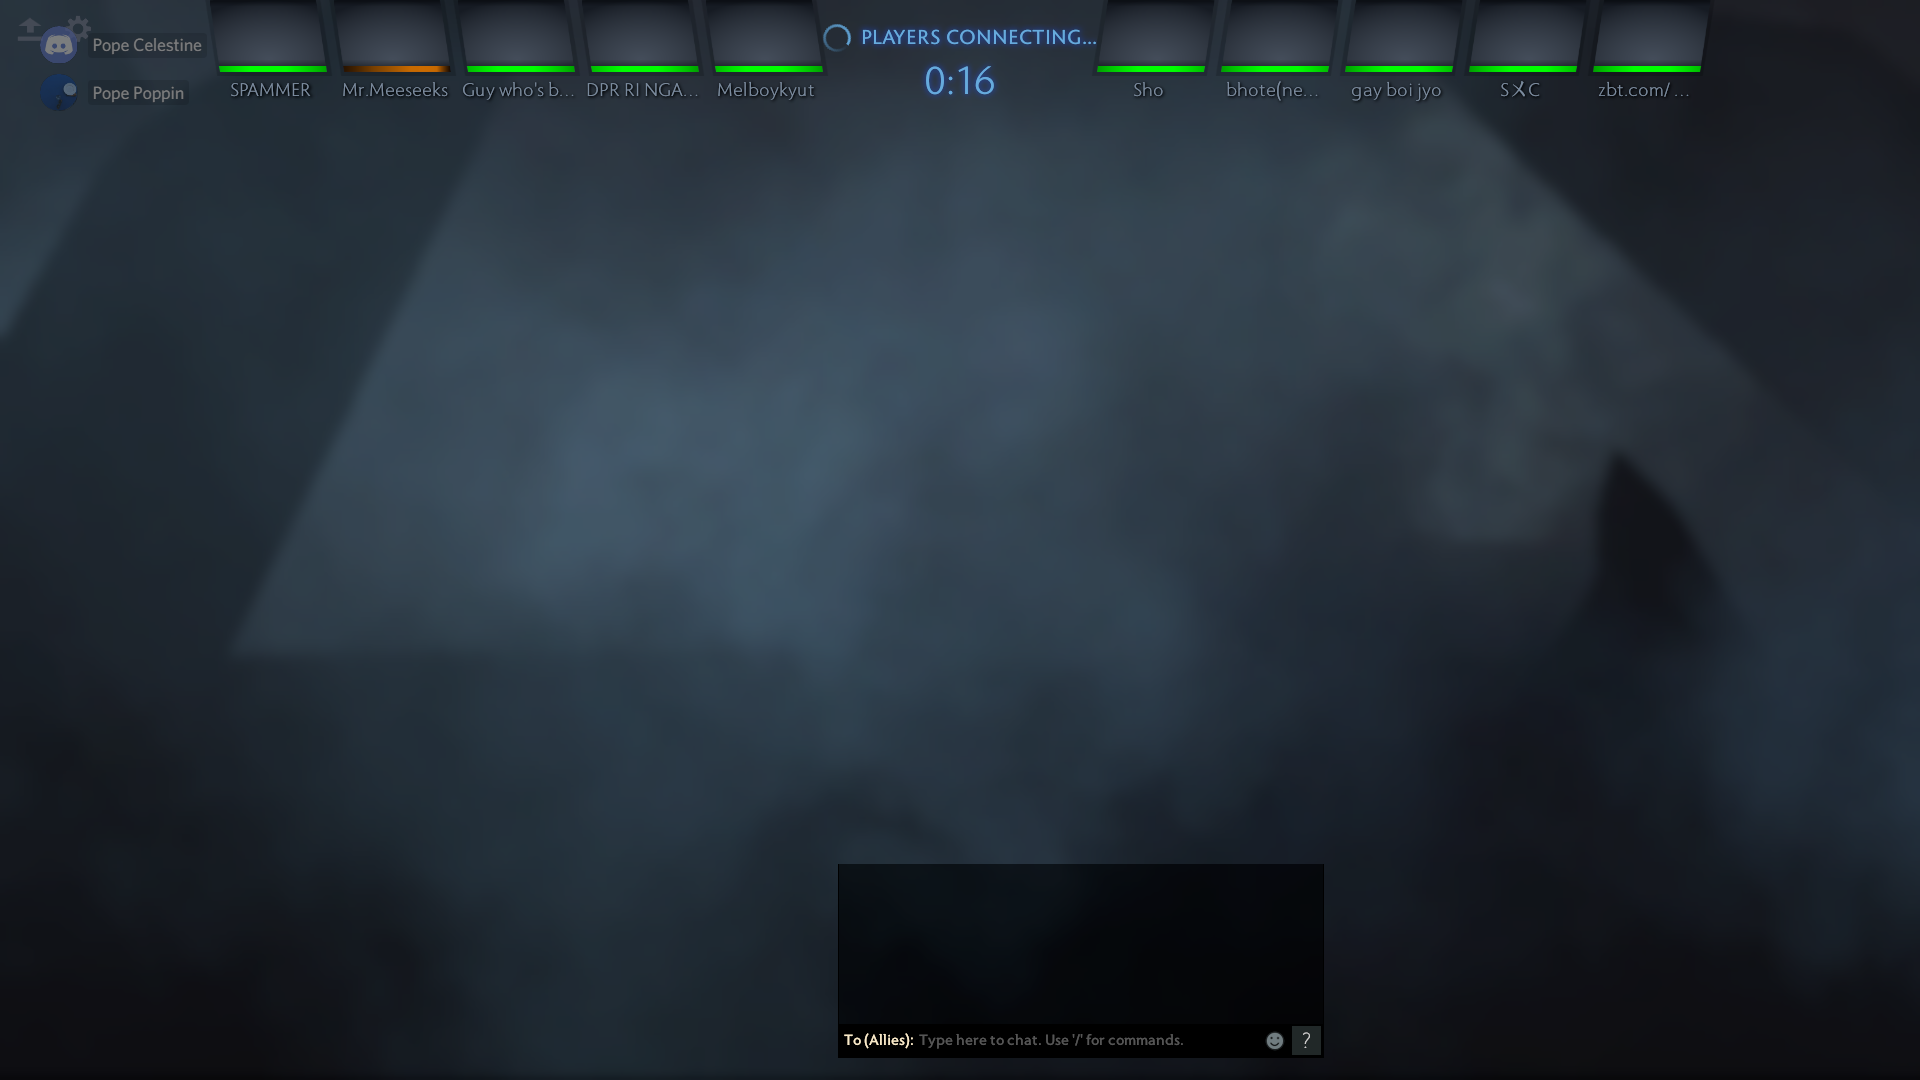 Pope Celestine
Pope Poppin
SPAMMER
Mr.Meeseeks
Guy who's b...
DPR RI NGA...
Melboykyut
PLAYERS CONNECTING...
0:16
Sho
bhote(ne...
gay boi jyo
S乂C
zbt.com/ ...
To (Allies): Type here to chat. Use '/' for commands.
?